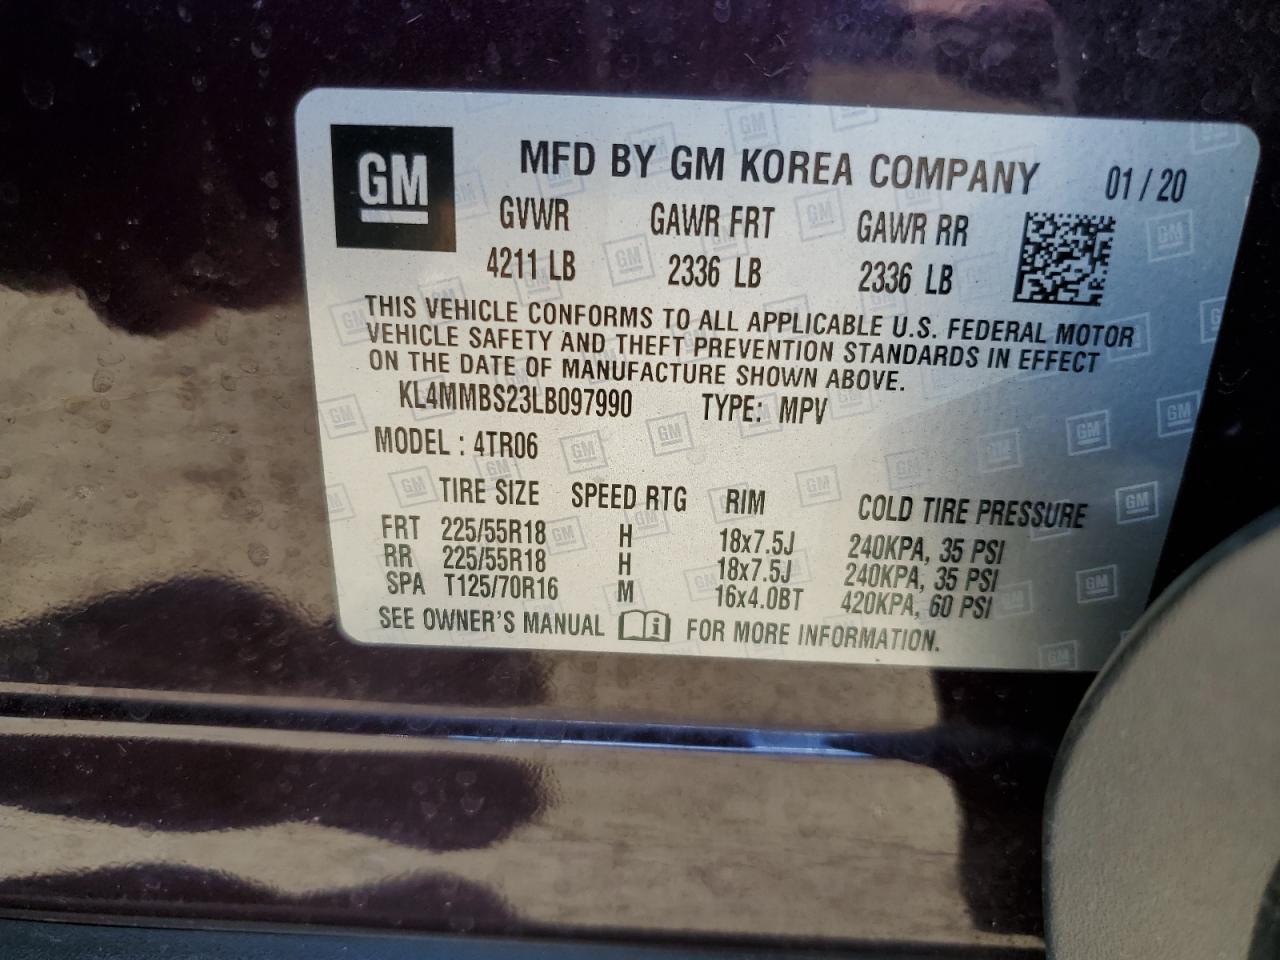 GM
MFD BY GM KOREA COMPANY 01/20
GVWR GAWR FRT GAWR RR
4211 LB 2336 LB 2336 LB
THIS VEHICLE CONFORMS TO ALL APPLICABLE U.S. FEDERAL MOTOR
VEHICLE SAFETY AND THEFT PREVENTION STANDARDS IN EFFECT
ON THE DATE OF MANUFACTURE SHOWN ABOVE.
KL4MMBS23LB097990 TYPE: MPV
MODEL : 4TR06
TIRE SIZE SPEED RTG RIM COLD TIRE PRESSURE
FRT 225/55R18 H 18x7.5J 240KPA, 35 PSI
RR 225/55R18 H 18x7.5J 240KPA, 35 PSI
SPA T125/70R16 M 16x4.0BT 420KPA, 60 PSI
SEE OWNER'S MANUAL i FOR MORE INFORMATION.